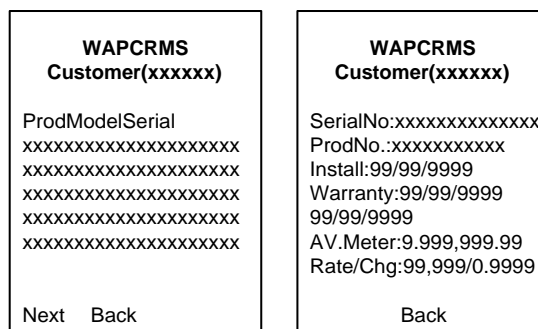 WAPCRMS
Customer(xxxxxx)
ProdModelSerial
xxxxxxxxxxxxxxxxxxxxx
xxxxxxxxxxxxxxxxxxxxx
xxxxxxxxxxxxxxxxxxxxx
xxxxxxxxxxxxxxxxxxxxx
xxxxxxxxxxxxxxxxxxxxx
Next Back
WAPCRMS
Customer(xxxxxx)
SerialNo:xxxxxxxxxxxxxx
ProdNo.:xxxxxxxxxxx
Install:99/99/9999
Warranty:99/99/9999
99/99/9999
AV.Meter:9.999,999.99
Rate/Chg:99,999/0.9999
Back